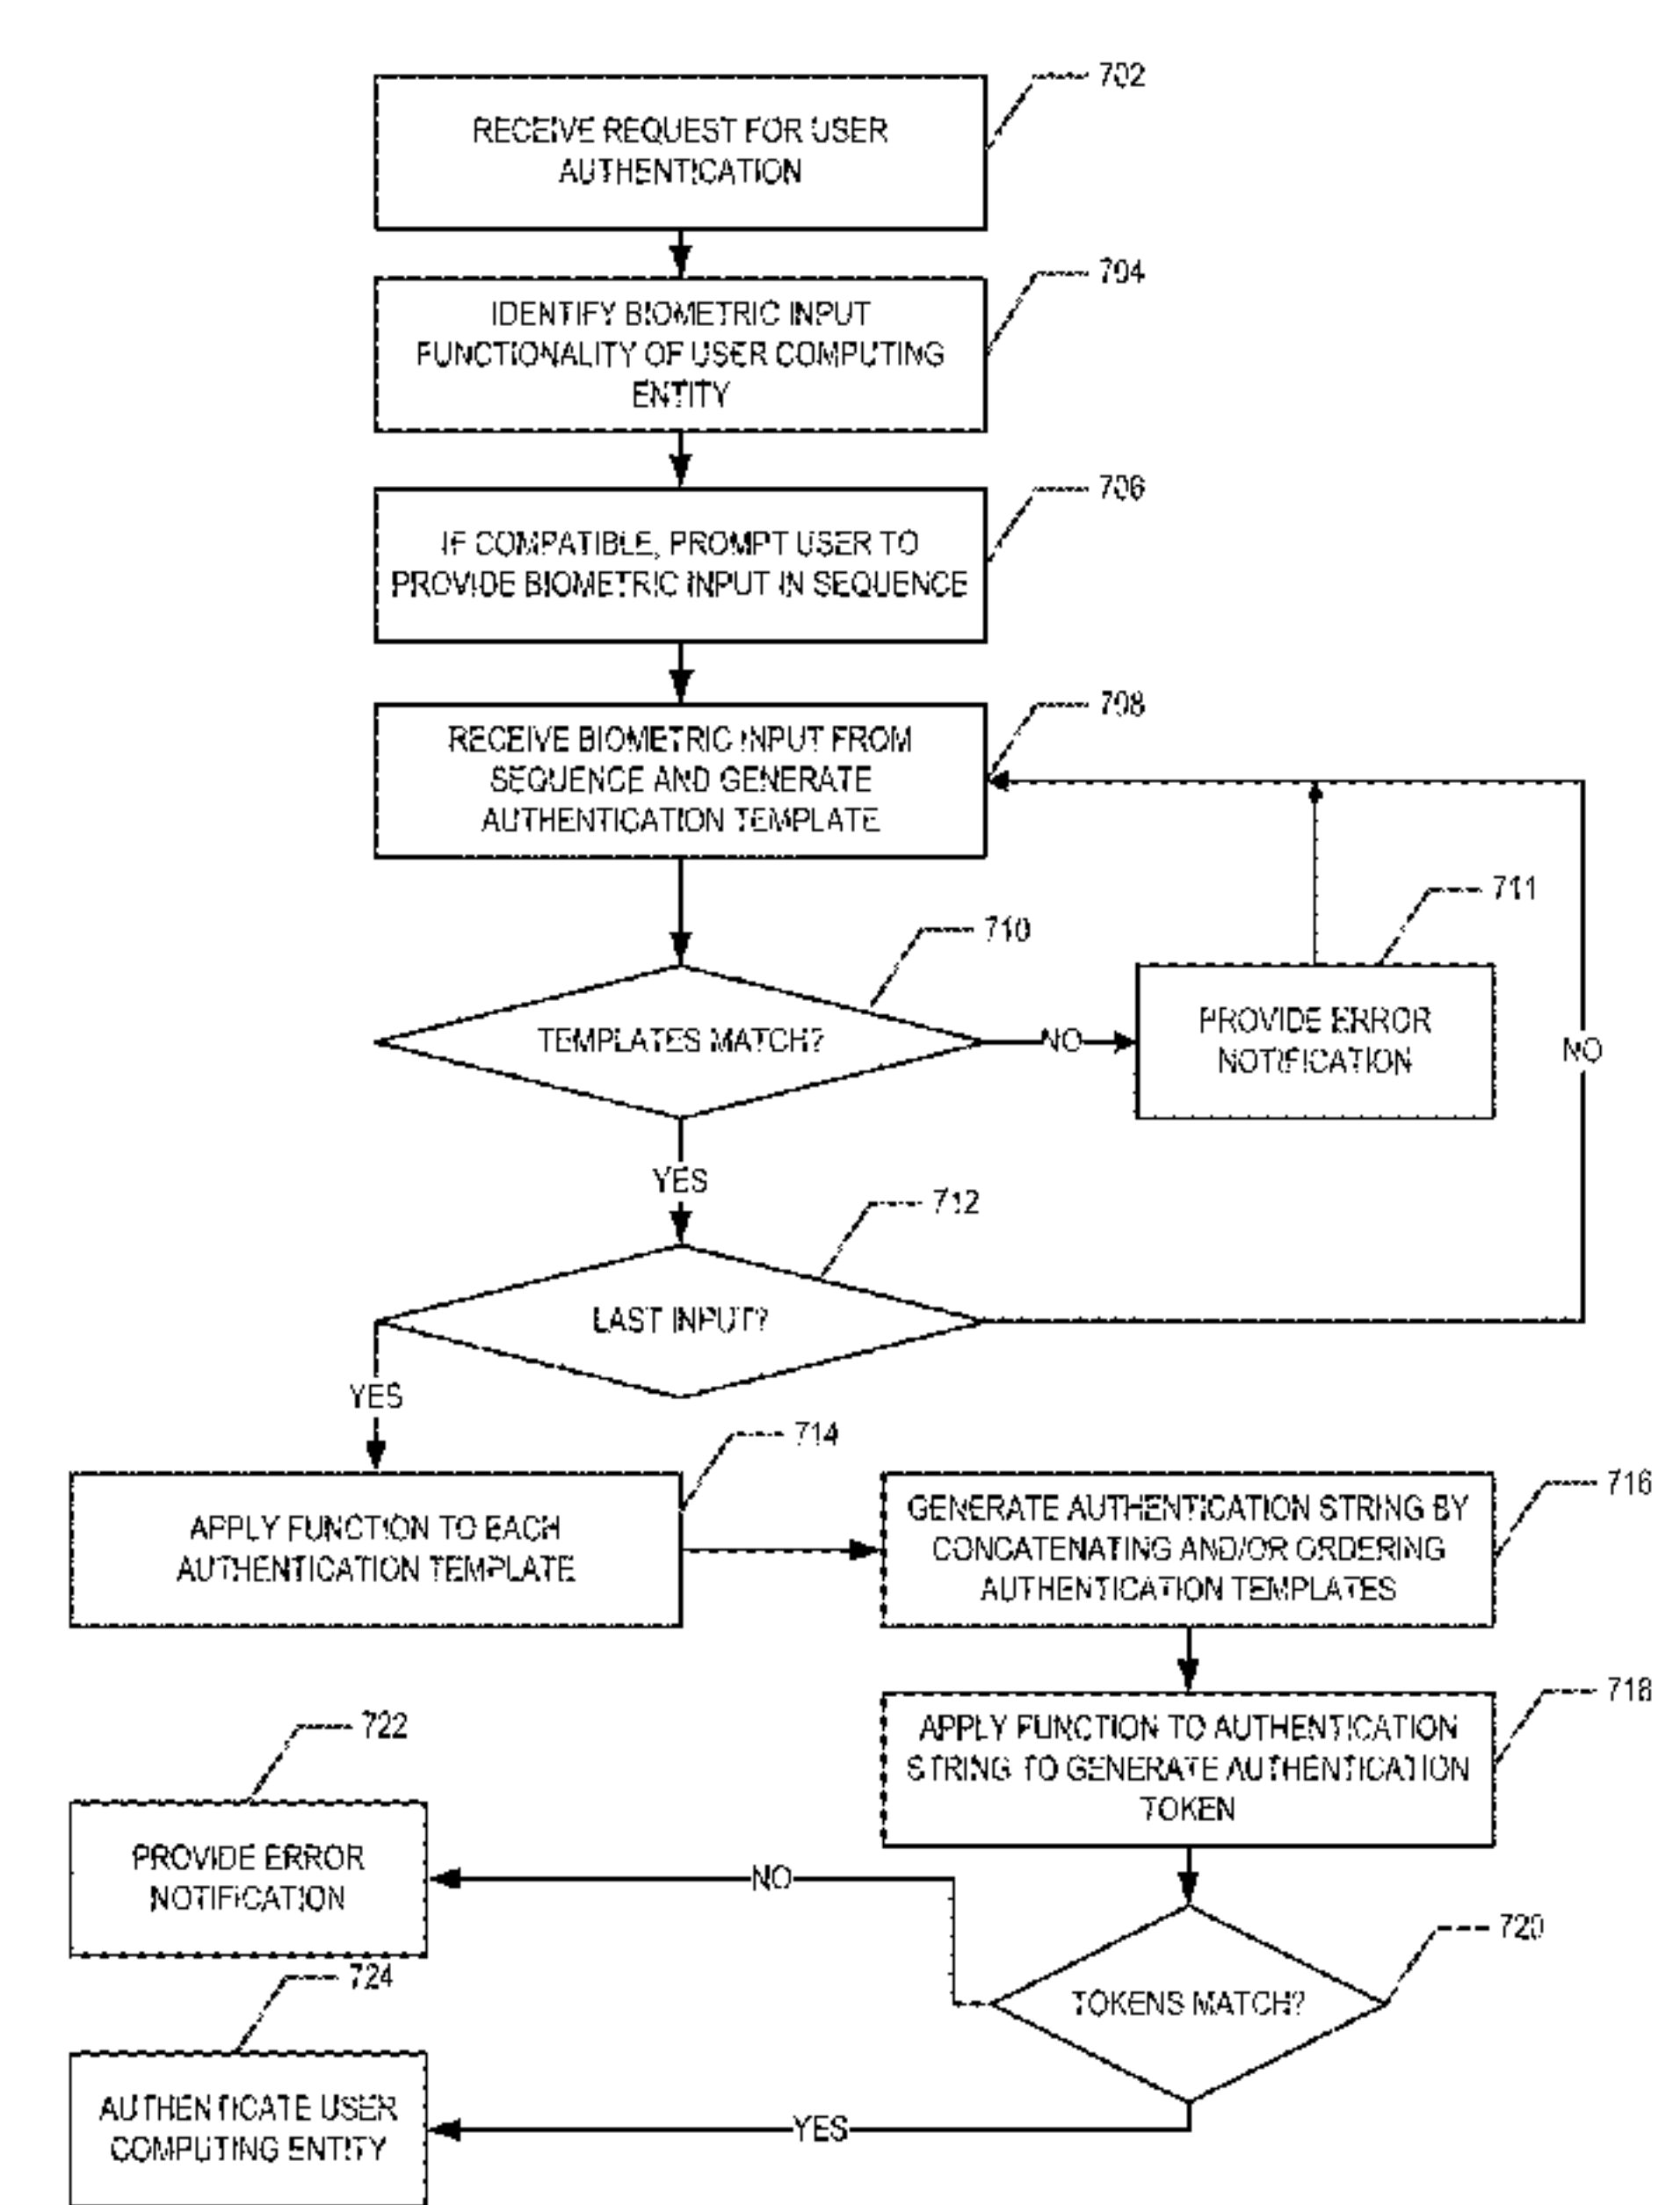 702
RECEIVE REQUEST FOR USER
AUTHENTICATION
704
IDENTIFY BIOMETRIC INPUT
FUNCTIONALITY OF USER COMPUTING
ENTITY
706
IF COMPATIBLE, PROMPT USER TO
PROVIDE BIOMETRIC INPUT IN SEQUENCE
708
RECEIVE BIOMETRIC INPUT FROM
SEQUENCE AND GENERATE
AUTHENTICATION TEMPLATE
710
TEMPLATES MATCH?
NO
711
PROVIDE ERROR
NOTIFICATION
NO
YES
712
LAST INPUT?
YES
714
APPLY FUNCTION TO EACH
AUTHENTICATION TEMPLATE
716
GENERATE AUTHENTICATION STRING BY
CONCATENATING AND/OR ORDERING
AUTHENTICATION TEMPLATES
718
APPLY FUNCTION TO AUTHENTICATION
STRING TO GENERATE AUTHENTICATION
TOKEN
720
TOKENS MATCH?
NO
722
PROVIDE ERROR
NOTIFICATION
YES
724
AUTHENTICATE USER
COMPUTING ENTITY